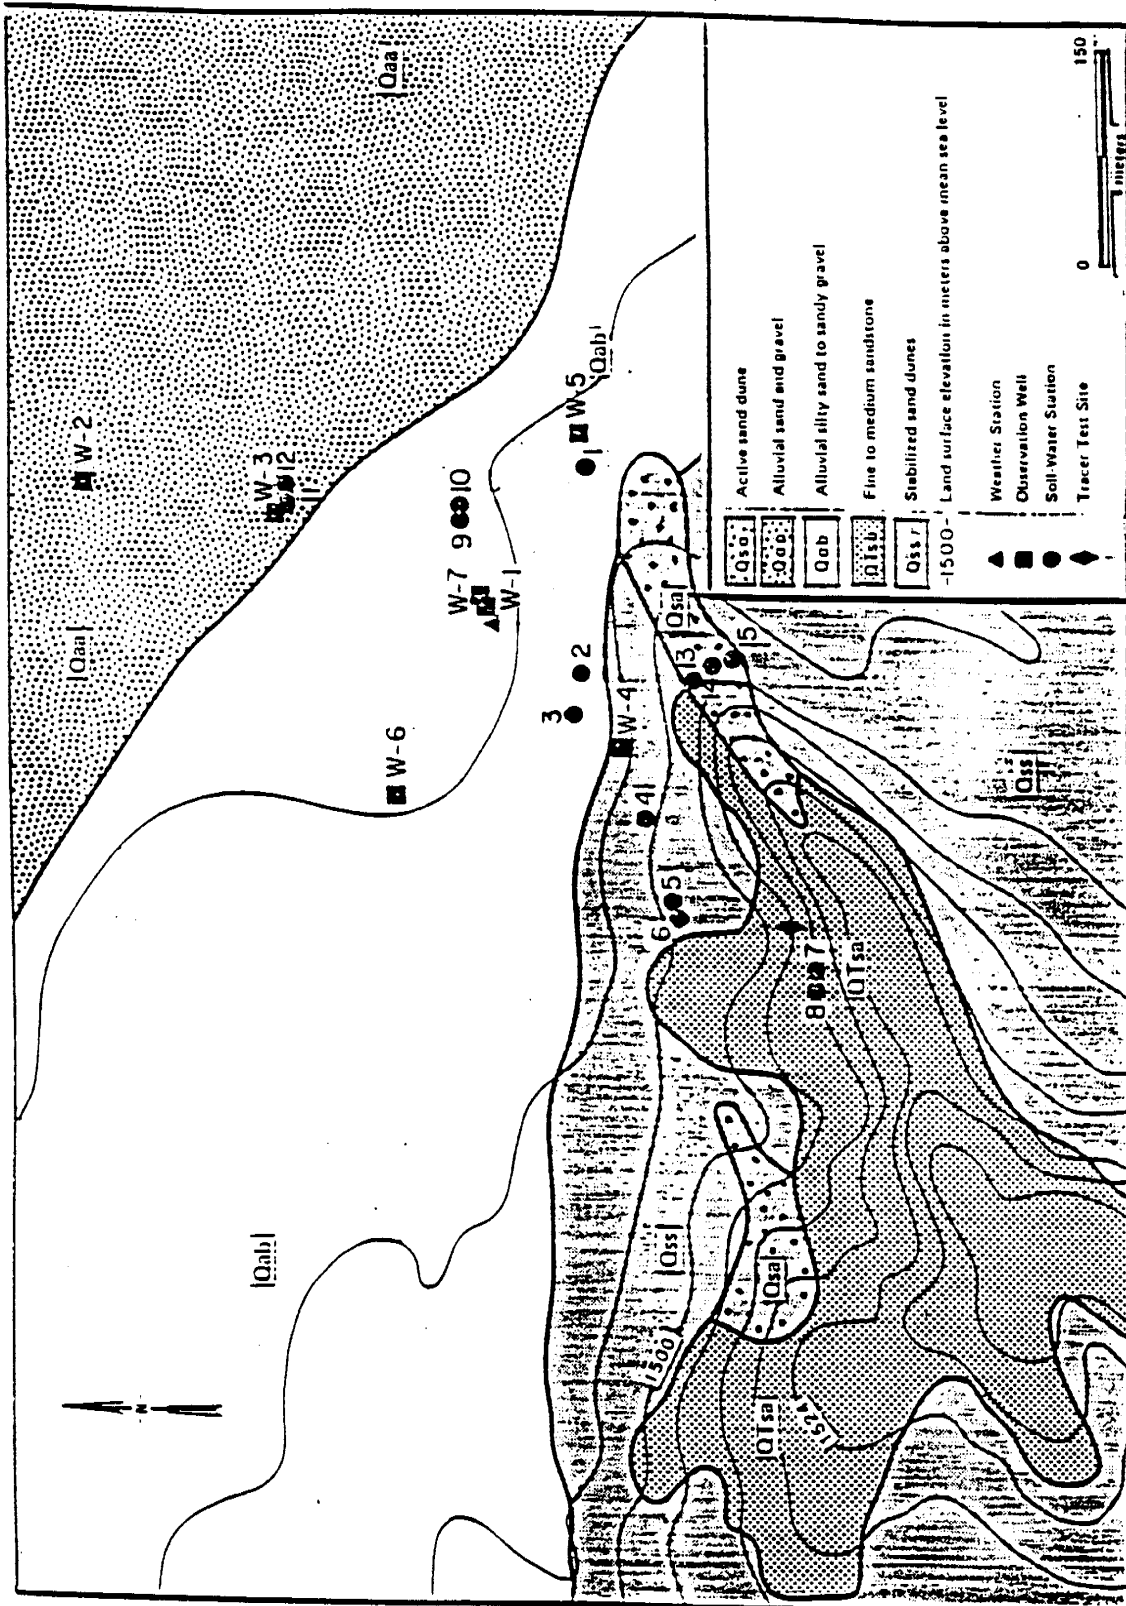 N
Qab
Qaa
Qaa
W-2
W-3
12
11
W-6
W-7
W-1
9
10
3
2
1
W-5
Qab
W-4
4
5
6
1500
Qss
Qsa
Qsa
13
14
15
8
7
QTsa
QTsa
1524
Qss
Qsa
Active sand dune
Qaa
Alluvial sand and gravel
Qab
Alluvial silty sand to sandy gravel
Fine to medium sandstone
Stabilized sand dunes
-1500-
Land surface elevation in meters above mean sea level
Weather Station
Observation Well
Soil-Water Station
Tracer Test Site
0
150
meters